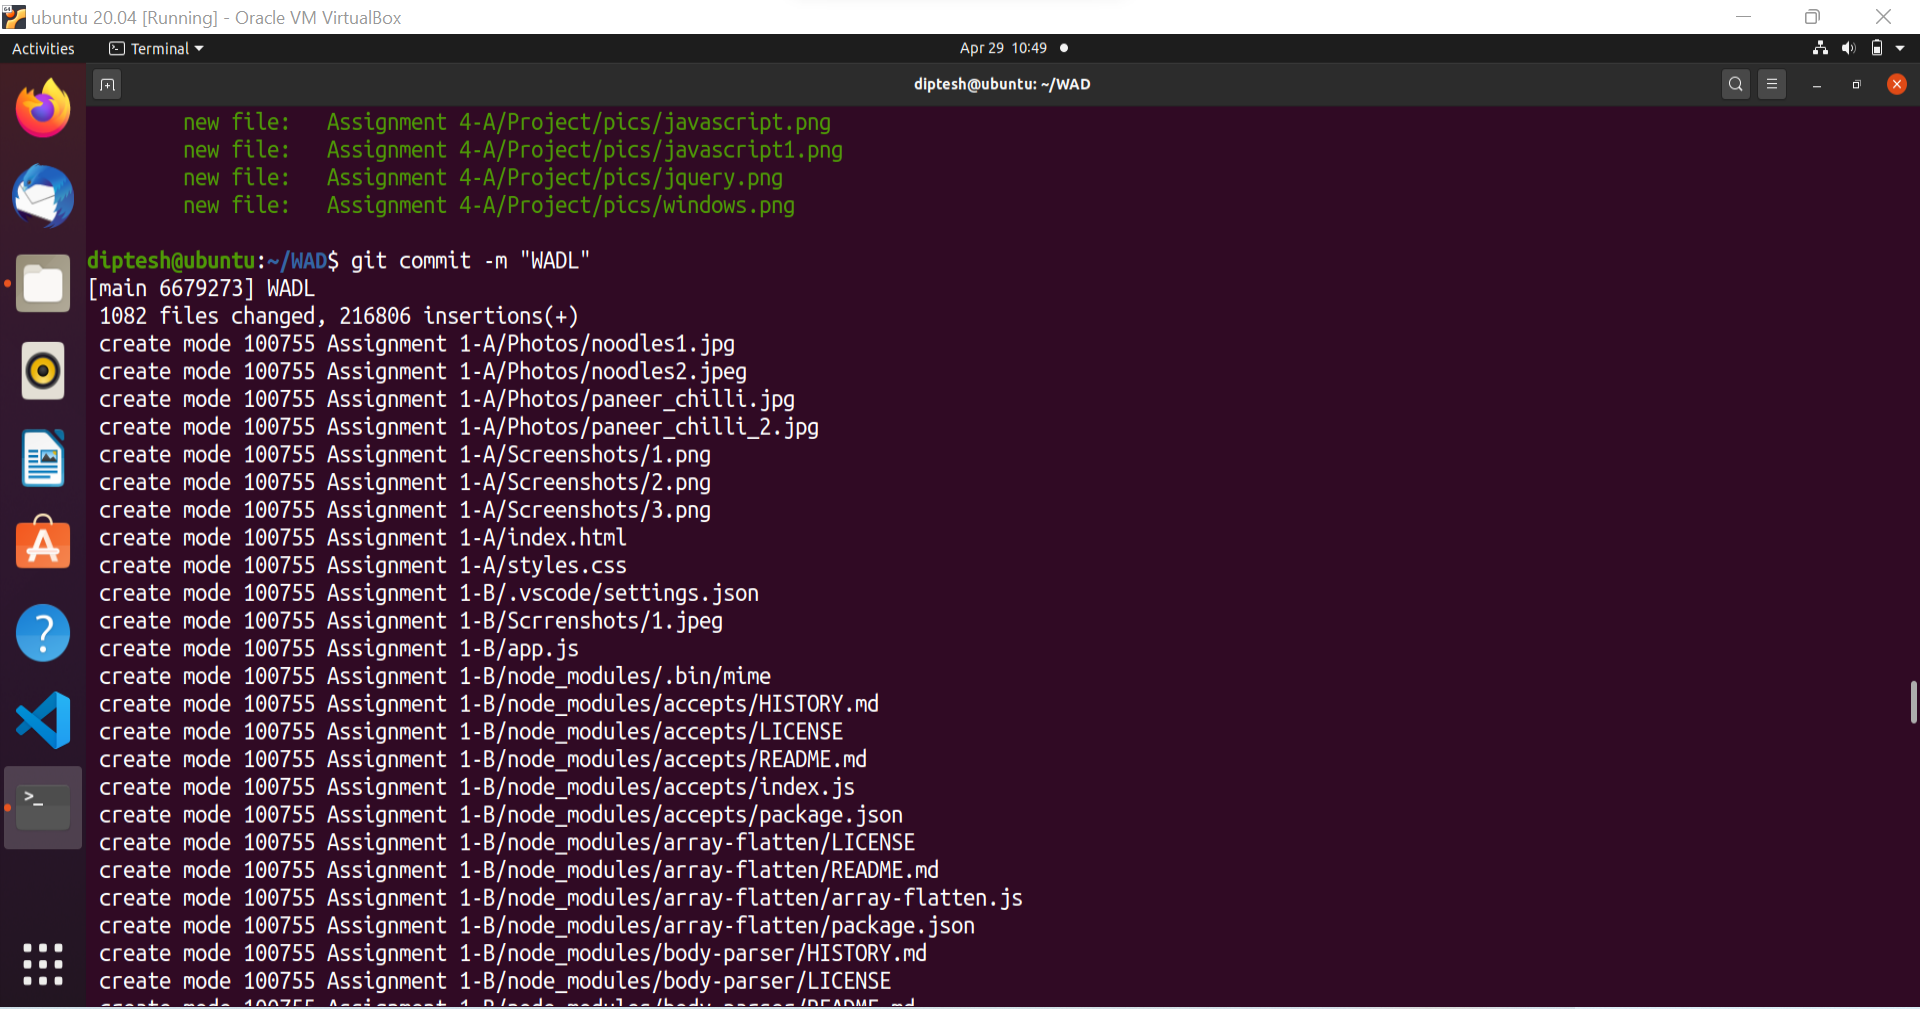 ubuntu 20.04 [Running] - Oracle VM VirtualBox
Activities Terminal Apr 29 10:49
diptesh@ubuntu: ~/WAD
new file: Assignment 4-A/Project/pics/javascript.png
new file: Assignment 4-A/Project/pics/javascript1.png
new file: Assignment 4-A/Project/pics/jquery.png
new file: Assignment 4-A/Project/pics/windows.png
diptesh@ubuntu:~/WAD$ git commit -m "WADL"
[main 6679273] WADL
1082 files changed, 216806 insertions(+)
create mode 100755 Assignment 1-A/Photos/noodles1.jpg
create mode 100755 Assignment 1-A/Photos/noodles2.jpeg
create mode 100755 Assignment 1-A/Photos/paneer_chilli.jpg
create mode 100755 Assignment 1-A/Photos/paneer_chilli_2.jpg
create mode 100755 Assignment 1-A/Screenshots/1.png
create mode 100755 Assignment 1-A/Screenshots/2.png
create mode 100755 Assignment 1-A/Screenshots/3.png
create mode 100755 Assignment 1-A/index.html
create mode 100755 Assignment 1-A/styles.css
create mode 100755 Assignment 1-B/.vscode/settings.json
create mode 100755 Assignment 1-B/Scrrenshots/1.jpeg
create mode 100755 Assignment 1-B/app.js
create mode 100755 Assignment 1-B/node_modules/.bin/mime
create mode 100755 Assignment 1-B/node_modules/accepts/HISTORY.md
create mode 100755 Assignment 1-B/node_modules/accepts/LICENSE
create mode 100755 Assignment 1-B/node_modules/accepts/README.md
create mode 100755 Assignment 1-B/node_modules/accepts/index.js
create mode 100755 Assignment 1-B/node_modules/accepts/package.json
create mode 100755 Assignment 1-B/node_modules/array-flatten/LICENSE
create mode 100755 Assignment 1-B/node_modules/array-flatten/README.md
create mode 100755 Assignment 1-B/node_modules/array-flatten/array-flatten.js
create mode 100755 Assignment 1-B/node_modules/array-flatten/package.json
create mode 100755 Assignment 1-B/node_modules/body-parser/HISTORY.md
create mode 100755 Assignment 1-B/node_modules/body-parser/LICENSE
create mode 100755 Assignment 1-B/node_modules/body-parser/README.md